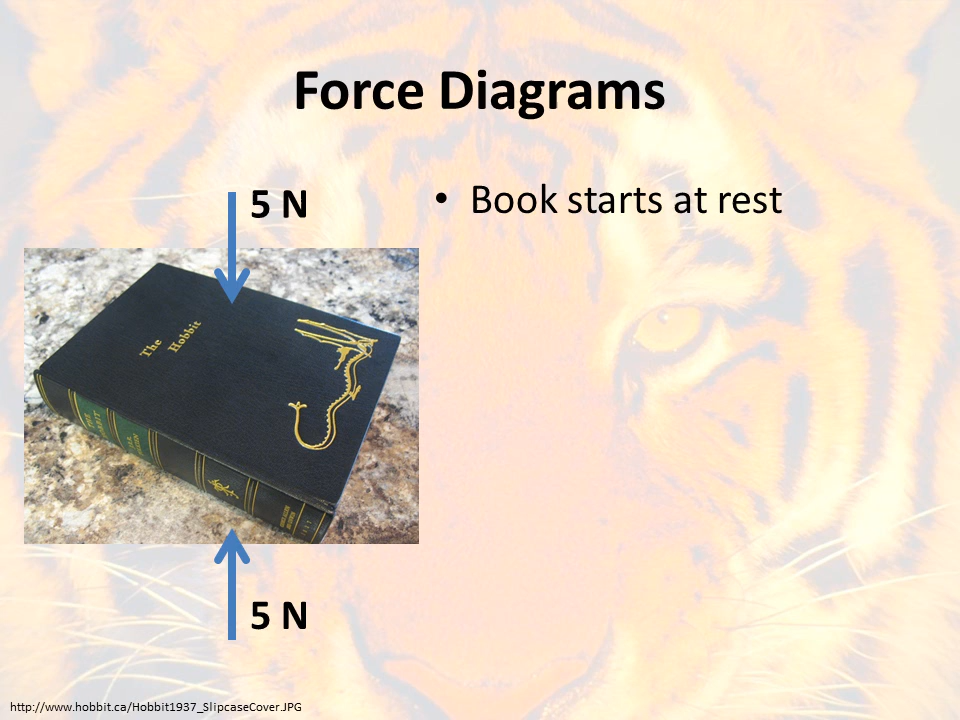 Force Diagrams
5 N
• Book starts at rest
The
Hobbit
5 N
http://www.hobbit.ca/Hobbit1937_SlipcaseCover.JPG